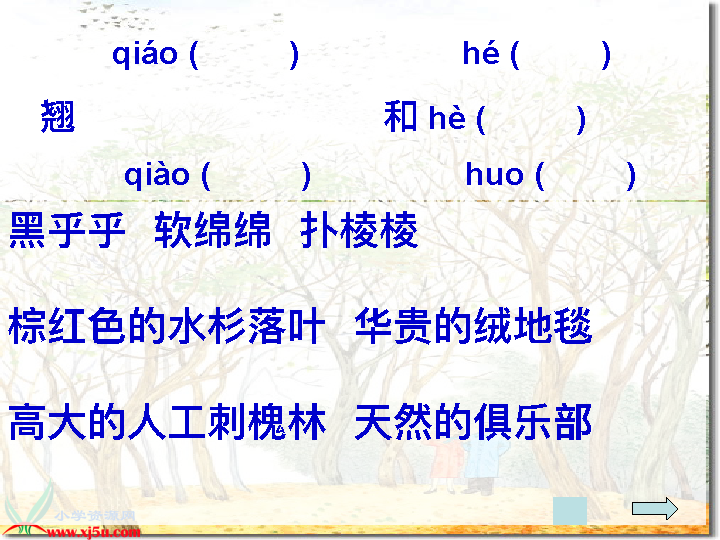 qiáo (          )          hé (          )
翘          和 hè (          )
qiào (          )          huo (          )
黑乎乎   软绵绵   扑棱棱
棕红色的水杉落叶   华贵的绒地毯
高大的人工刺槐林   天然的俱乐部
小学资源网
www.xj5u.com